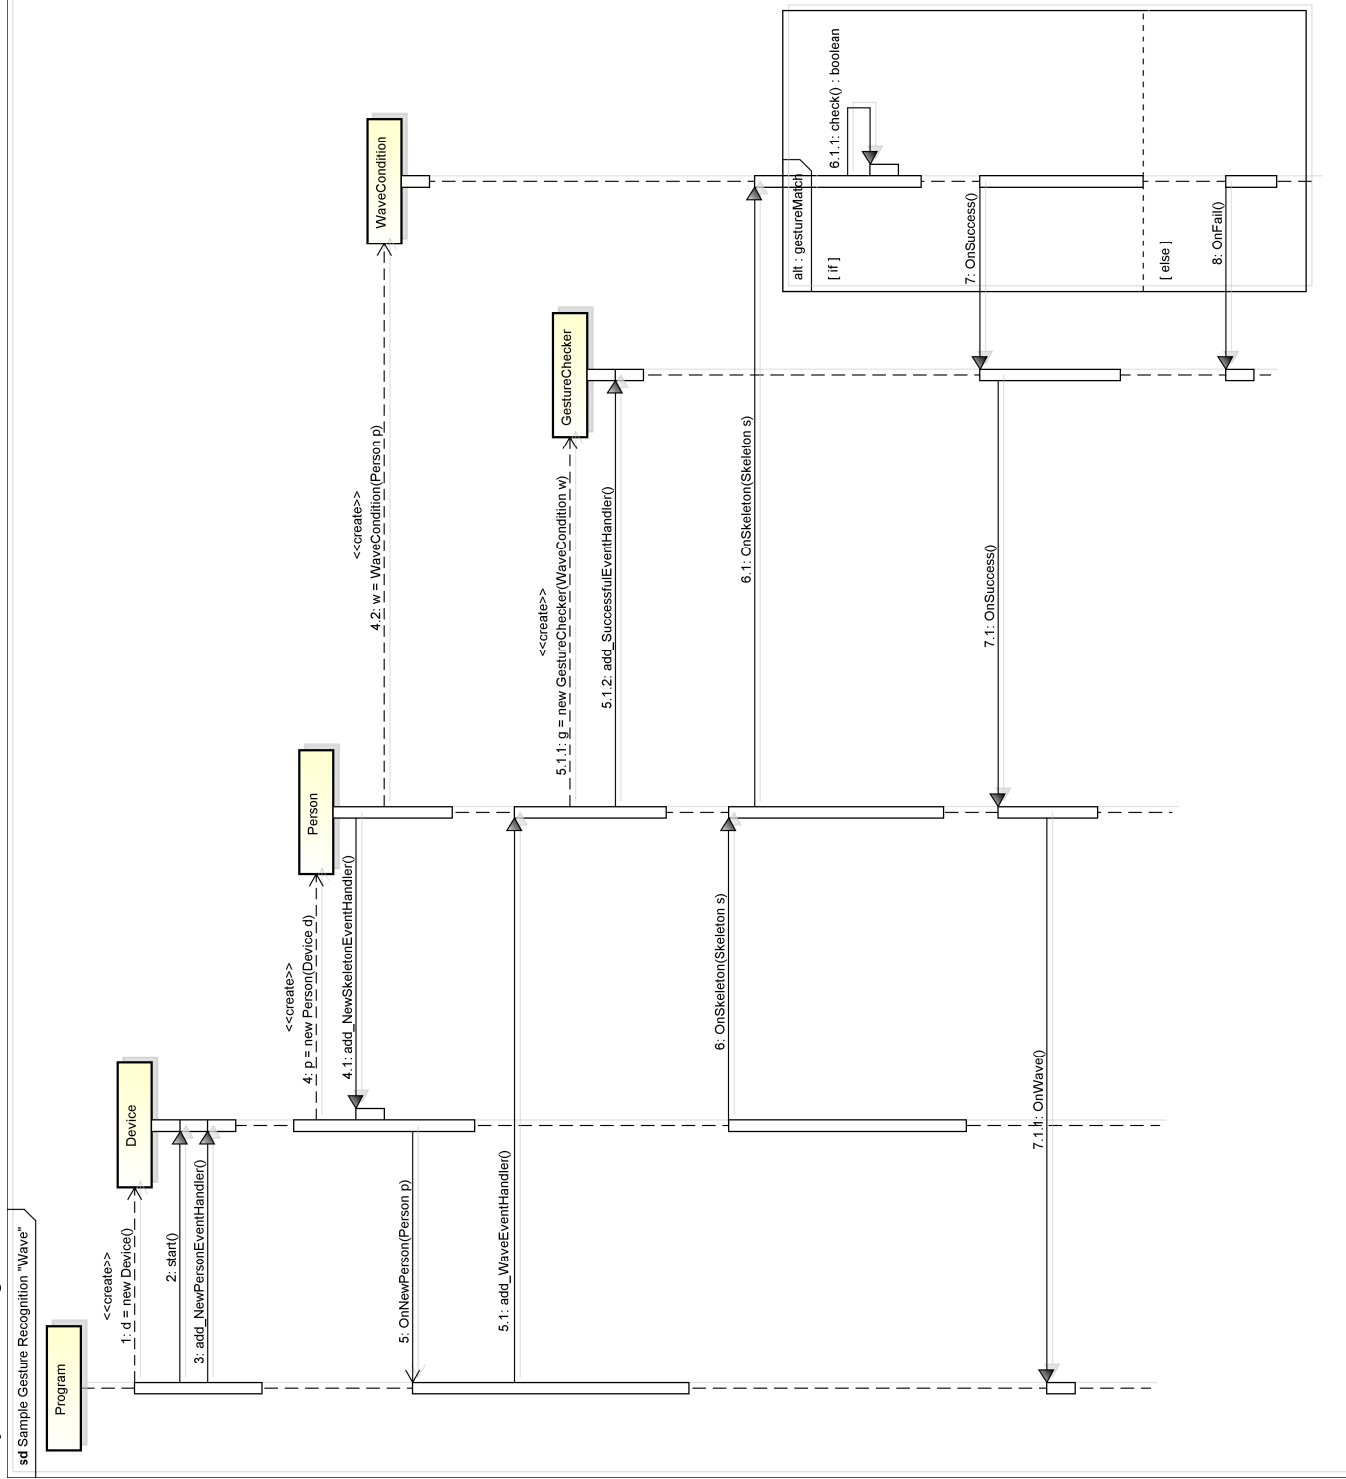 sd Sample Gesture Recognition "Wave"
Program
Device
Person
GestureChecker
WaveCondition
<<create>>
1: d = new Device()
2: start()
3: add_NewPersonEventHandler()
<<create>>
4: p = new Person(Device d)
4.1: add_NewSkeletonEventHandler()
<<create>>
4.2: w = WaveCondition(Person p)
5: OnNewPerson(Person p)
5.1: add_WaveEventHandler()
<<create>>
5.1.1: g = new GestureChecker(WaveCondition w)
5.1.2: add_SuccessfulEventHandler()
6: OnSkeleton(Skeleton s)
6.1: OnSkeleton(Skeleton s)
alt : gestureMatch
[ if ]
6.1.1: check() : boolean
7: OnSuccess()
7.1: OnSuccess()
7.1.1: OnWave()
[ else ]
8: OnFail()